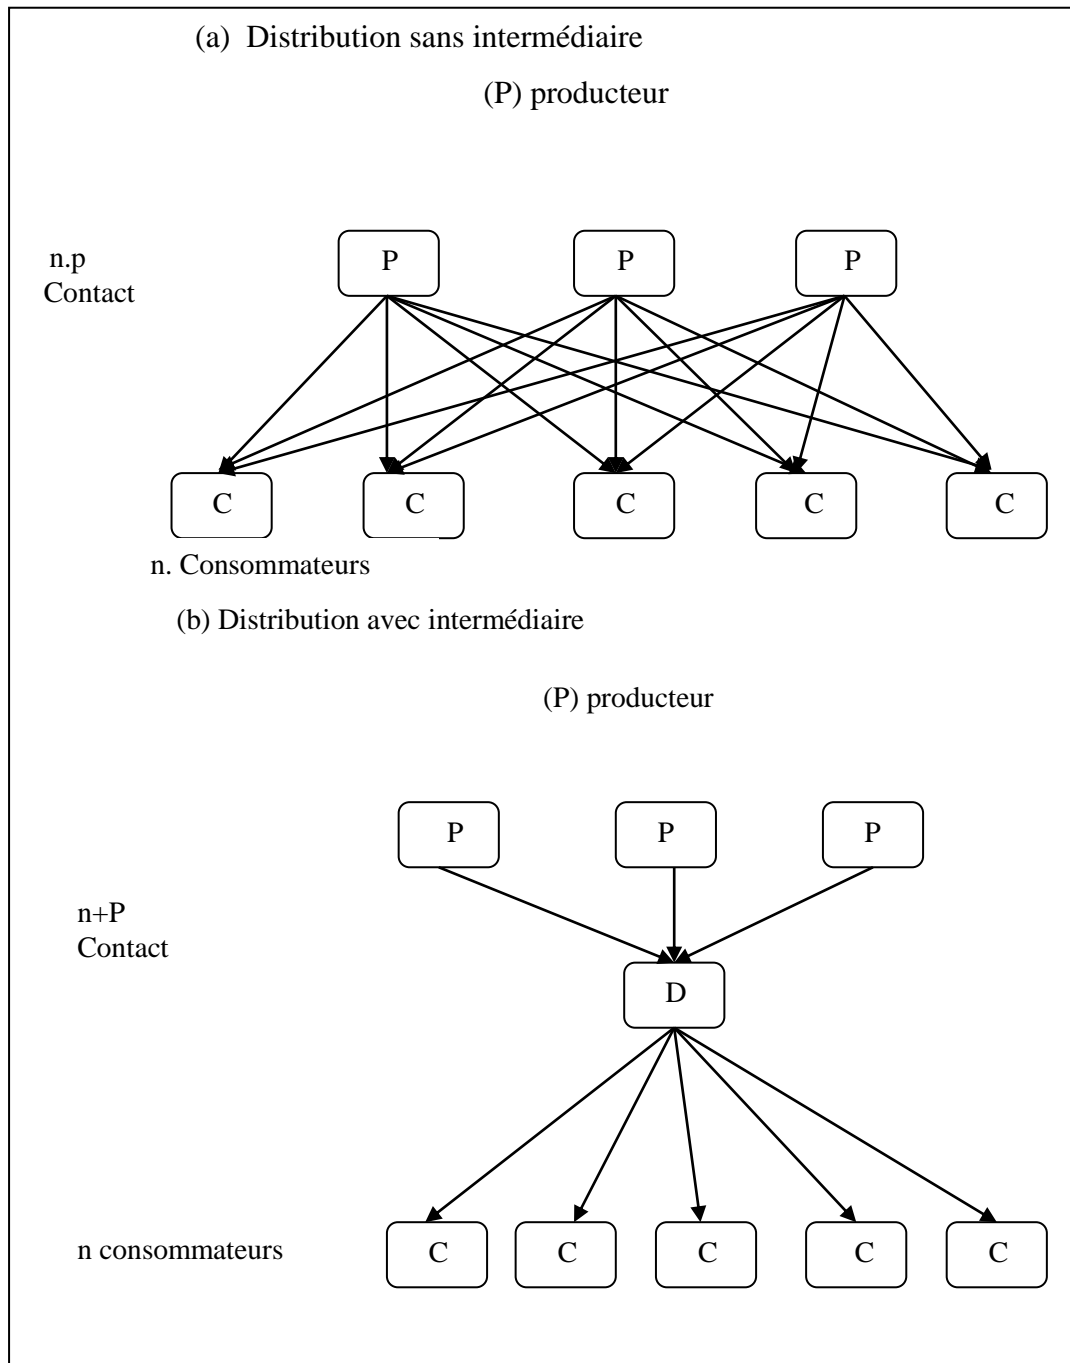 (a) Distribution sans intermédiaire
(P) producteur
n.p
Contact
P
P
P
C
C
C
C
C
n. Consommateurs
(b) Distribution avec intermédiaire
(P) producteur
P
P
P
n+P
Contact
D
n consommateurs
C
C
C
C
C